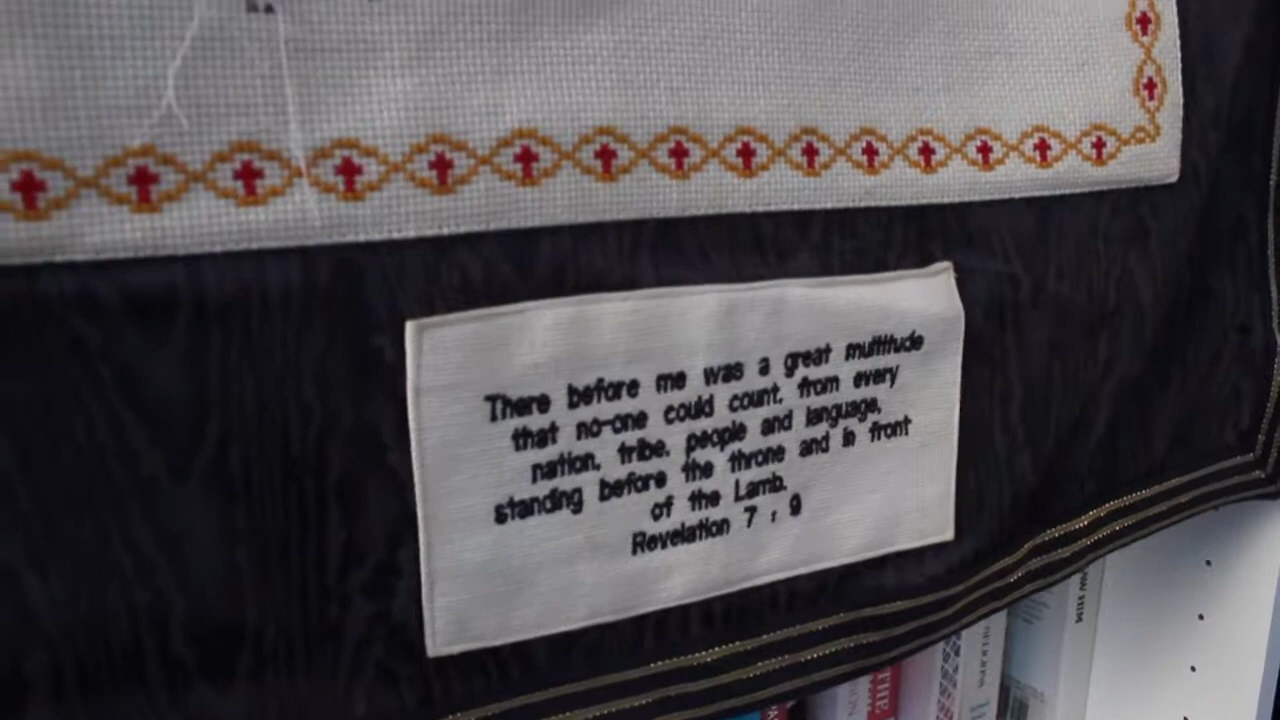 There before me was a great multitude
that no-one could count, from every
nation, tribe, people and language,
standing before the throne and in front
of the Lamb.
Revelation 7 : 9
THE